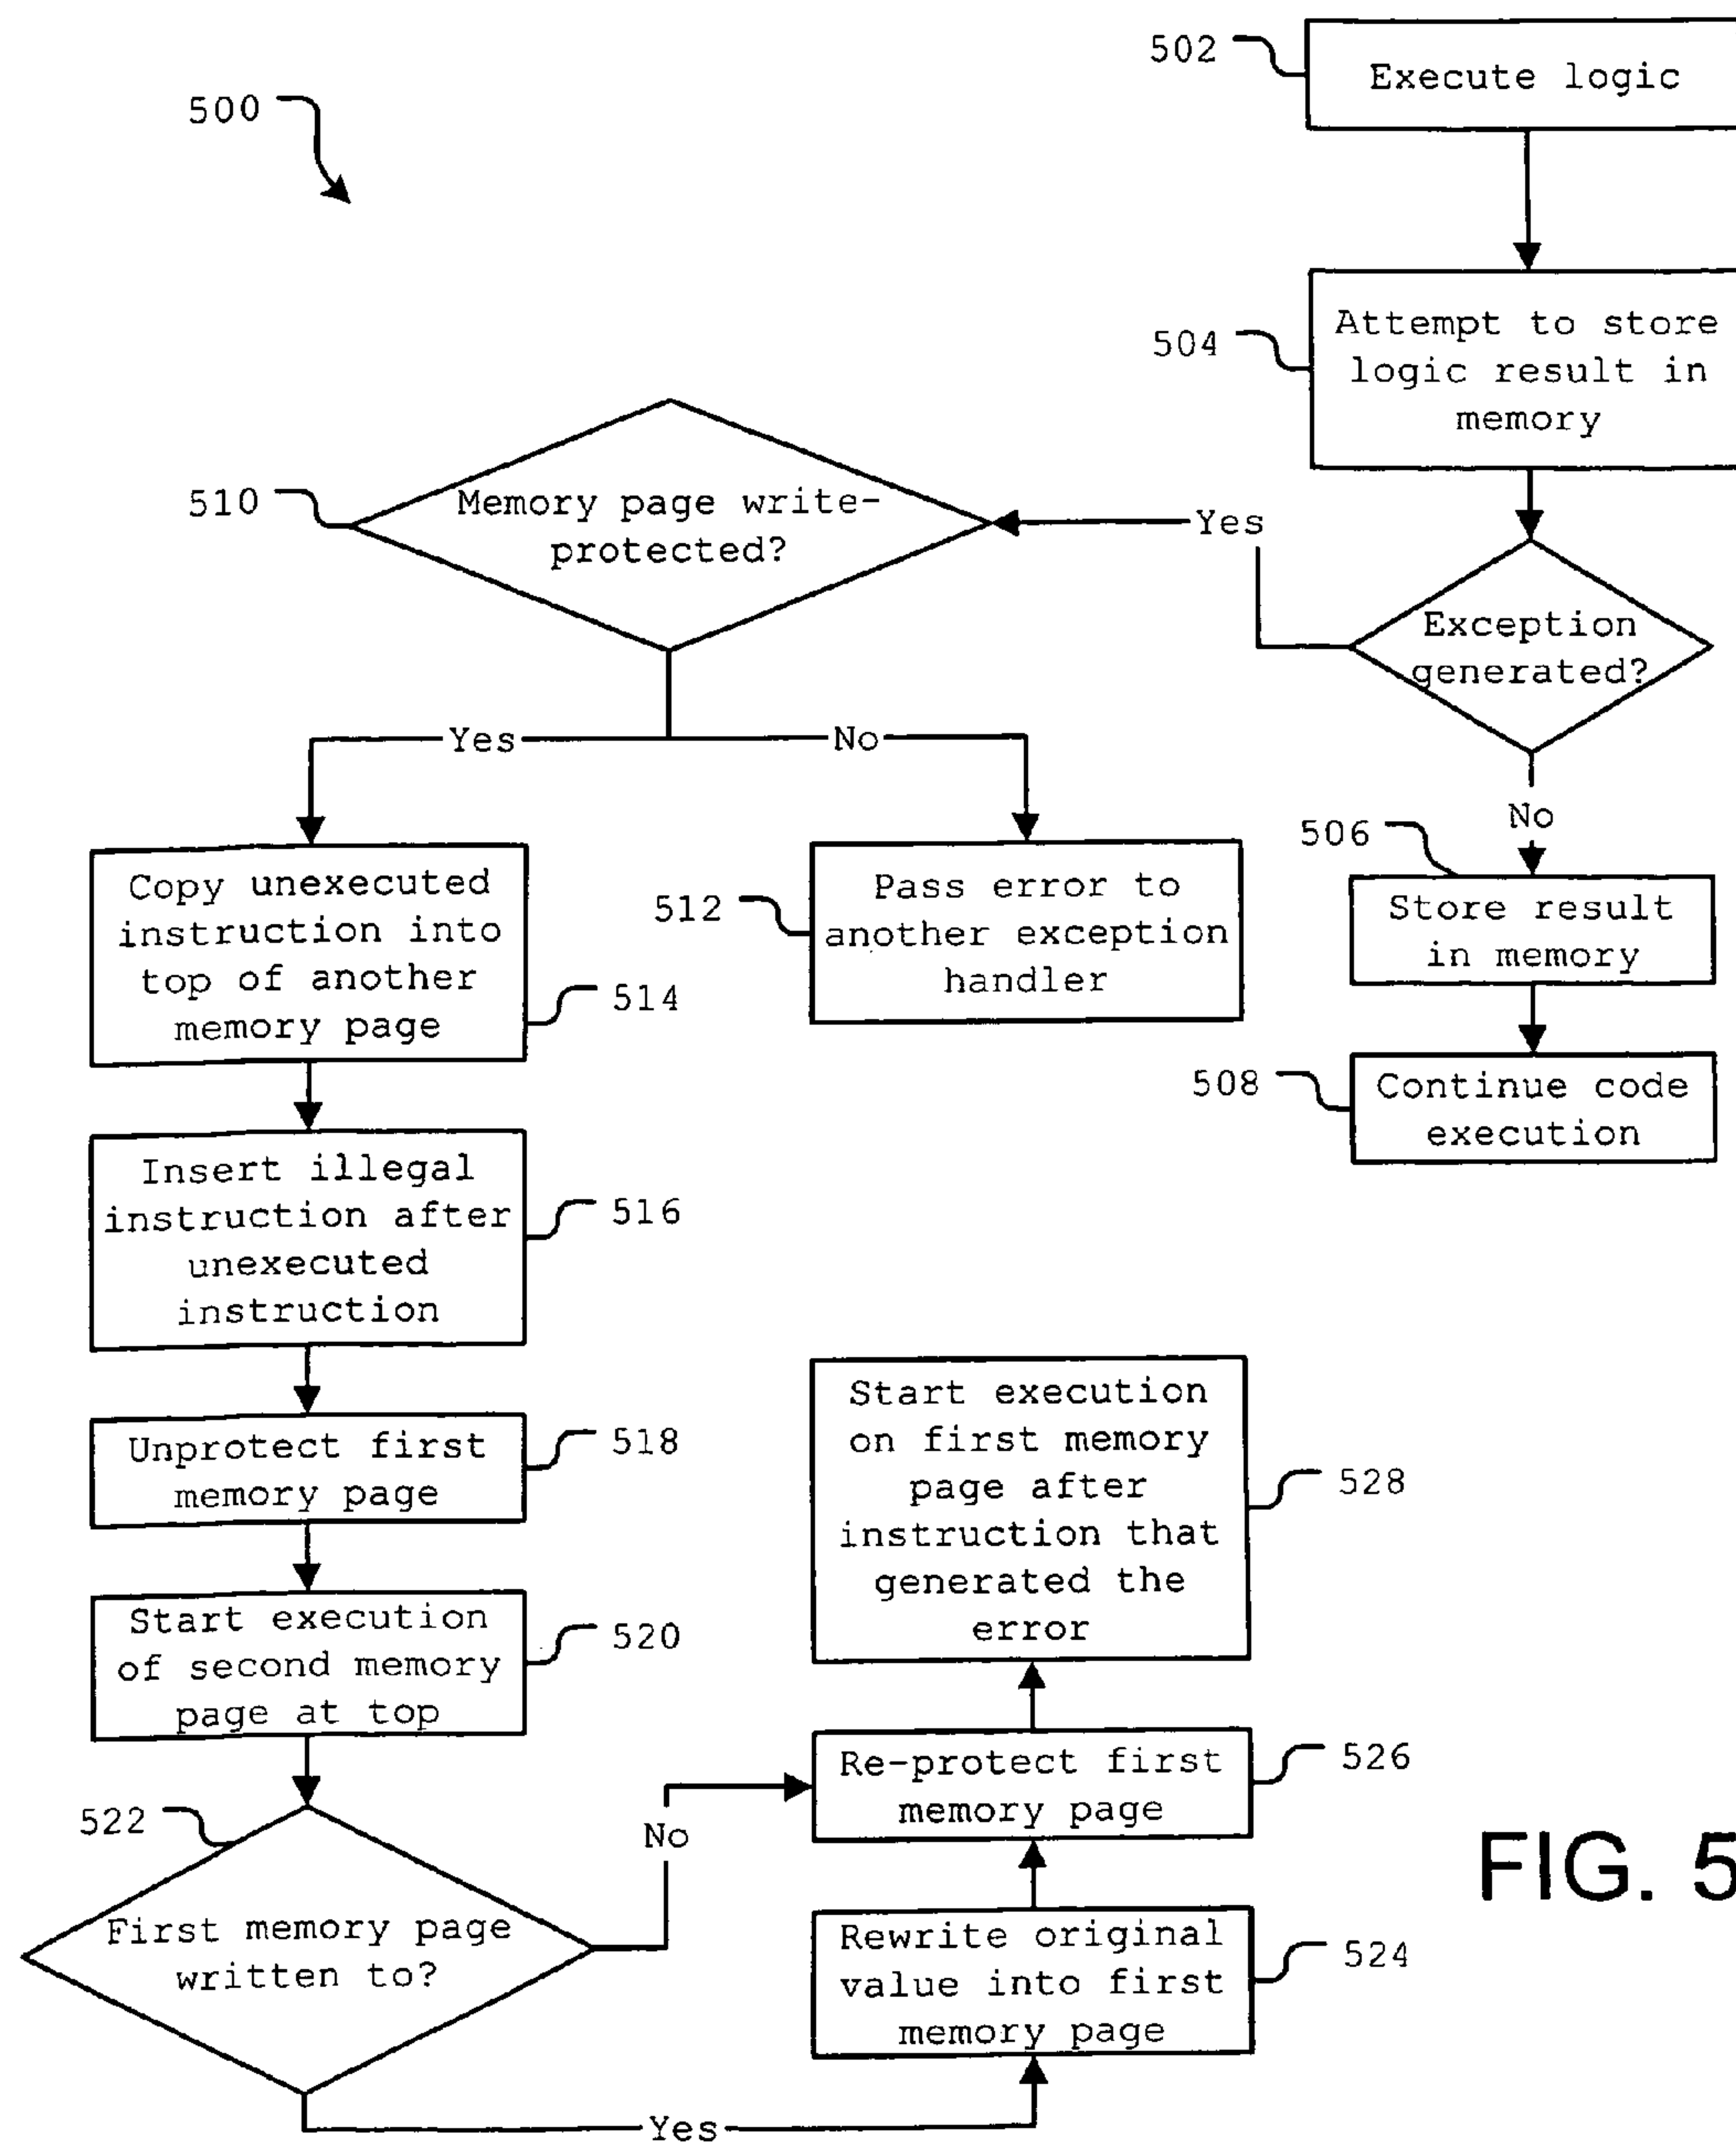 500
502
Execute logic
504
Attempt to store
logic result in
memory
Exception
generated?
Yes
No
506
Store result
in memory
508
Continue code
execution
510
Memory page write-
protected?
Yes
No
512
Pass error to
another exception
handler
Copy unexecuted
instruction into
top of another
memory page
514
Insert illegal
instruction after
unexecuted
instruction
516
Unprotect first
memory page
518
Start execution
of second memory
page at top
520
522
First memory page
written to?
No
Yes
Rewrite original
value into first
memory page
524
Re-protect first
memory page
526
Start execution
on first memory
page after
instruction that
generated the
error
528
FIG. 5